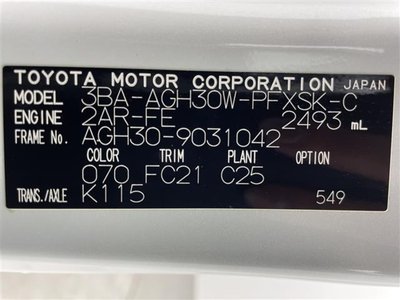 TOYOTA MOTOR CORPORATION JAPAN
MODEL 3BA-AGH30W-PFXSK-C
ENGINE 2AR-FE 2493 mL
FRAME No. AGH30-9031042
COLOR TRIM PLANT OPTION
070 FC21 C25
TRANS./AXLE K115 549